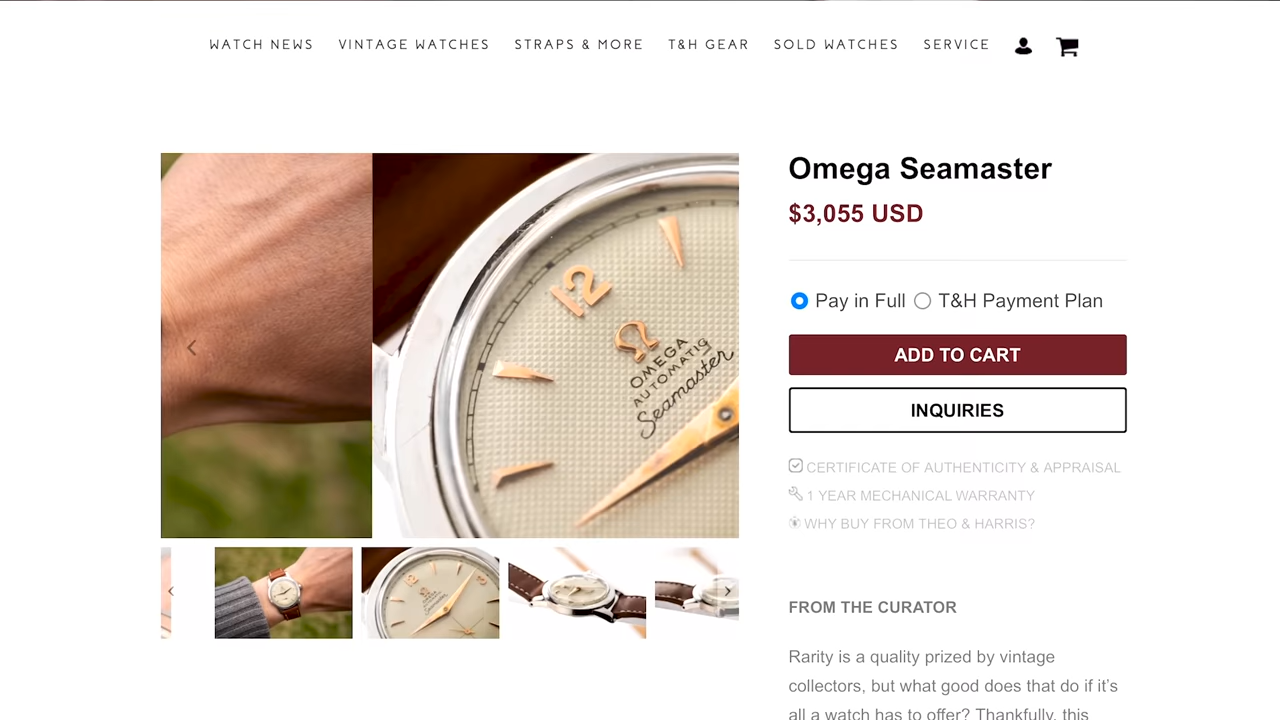 WATCH NEWS VINTAGE WATCHES STRAPS & MORE T&H GEAR SOLD WATCHES SERVICE
12
OMEGA
AUTOMATIC
Seamaster
Omega Seamaster
$3,055 USD
Pay in Full T&H Payment Plan
ADD TO CART
INQUIRIES
CERTIFICATE OF AUTHENTICITY & APPRAISAL
1 YEAR MECHANICAL WARRANTY
WHY BUY FROM THEO & HARRIS?
FROM THE CURATOR
Rarity is a quality prized by vintage
collectors, but what good does that do if it's
all a watch has to offer? Thankfully, this